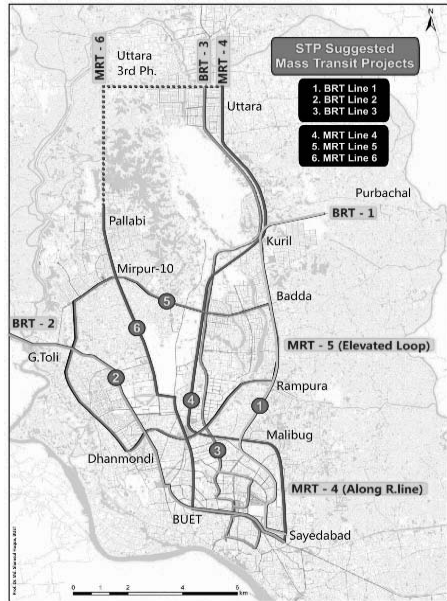 MRT - 6
Uttara
3rd Ph.
BRT - 3
MRT - 4
Uttara
STP Suggested
Mass Transit Projects
1. BRT Line 1
2. BRT Line 2
3. BRT Line 3
4. MRT Line 4
5. MRT Line 5
6. MRT Line 6
N
Purbachal
BRT - 1
Pallabi
Kuril
Mirpur-10
5
Badda
6
BRT - 2
G.Toli
MRT - 5 (Elevated Loop)
2
Rampura
4
1
Malibug
3
Dhanmondi
MRT - 4 (Along R.line)
BUET
Sayedabad
0
2
4
6
km